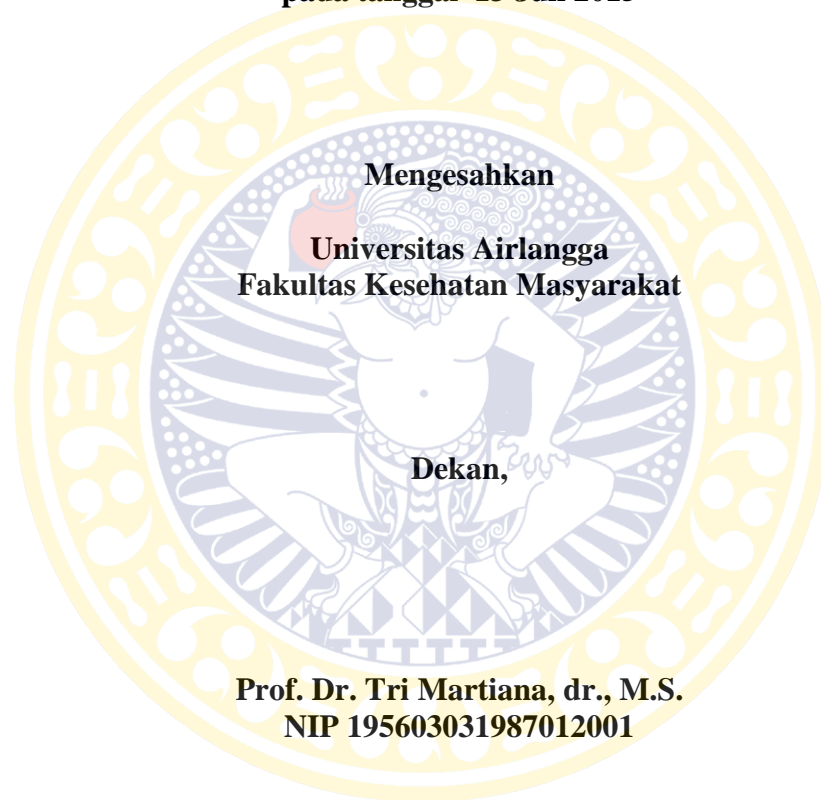 Mengesahkan
Universitas Airlangga
Fakultas Kesehatan Masyarakat
Dekan,
Prof. Dr. Tri Martiana, dr., M.S.
NIP 195603031987012001